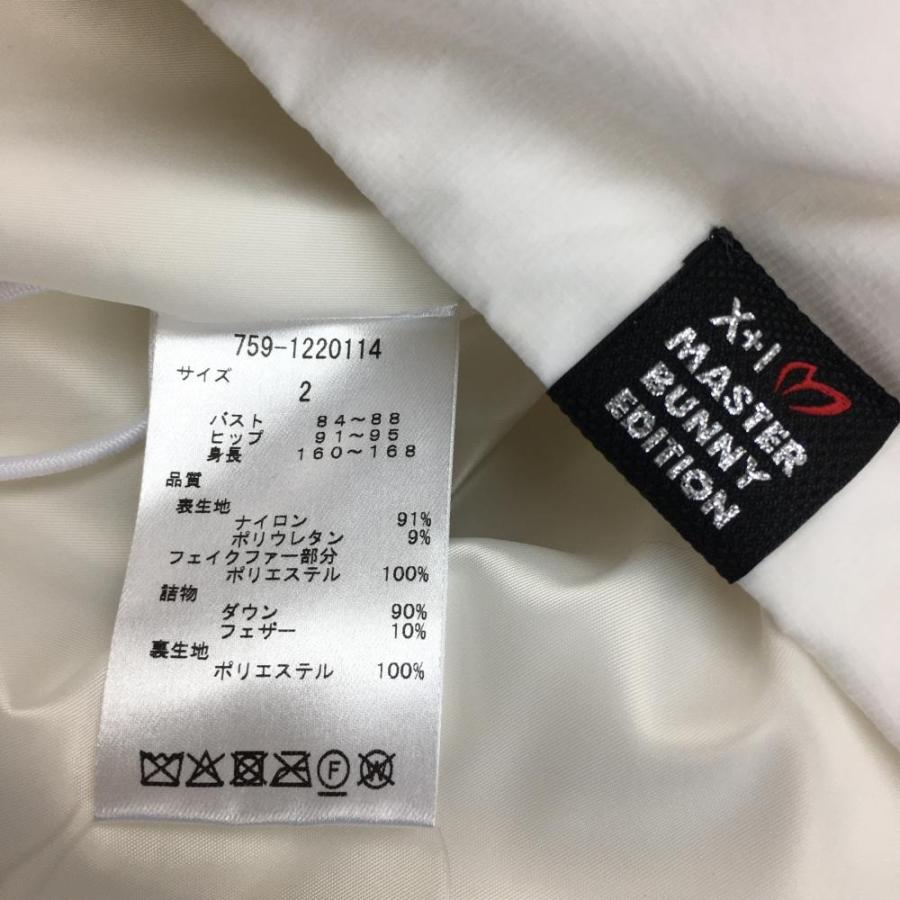 759-1220114
サイズ
2
バスト 84～88
ヒップ 91～95
身長 160～168
品質
表生地
ナイロン 91%
ポリウレタン 9%
フェイクファー部分
ポリエステル 100%
詰物
ダウン 90%
フェザー 10%
裏生地
ポリエステル 100%
F W
X+1
MASTER
BUNNY
EDITION